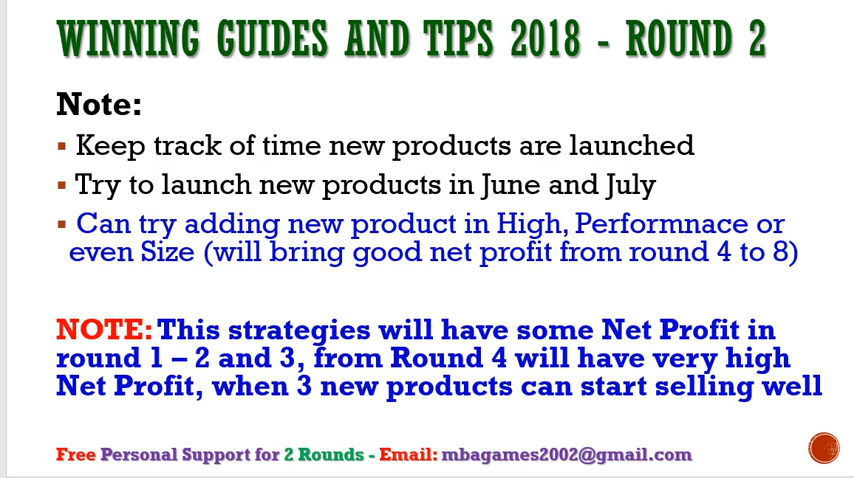 WINNING GUIDES AND TIPS 2018 - ROUND 2
Note:
▪ Keep track of time new products are launched
▪ Try to launch new products in June and July
▪ Can try adding new product in High, Performnace or
even Size (will bring good net profit from round 4 to 8)
NOTE: This strategies will have some Net Profit in
round 1 – 2 and 3, from Round 4 will have very high
Net Profit, when 3 new products can start selling well
Free Personal Support for 2 Rounds - Email: mbagames2002@gmail.com